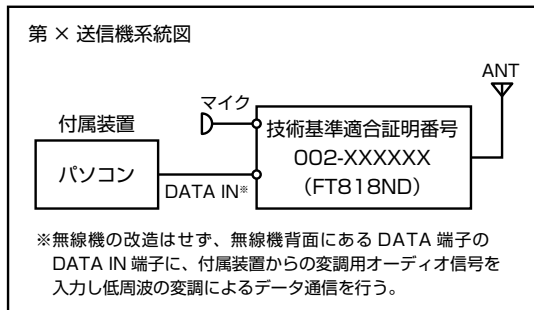 第 × 送信機系統図
ANT
マイク
付属装置
技術基準適合証明番号
パソコン
002-XXXXXX
DATA IN※
(FT818ND)
※無線機の改造はせず、無線機背面にある DATA 端子の
DATA IN 端子に、付属装置からの変調用オーディオ信号を
入力し低周波の変調によるデータ通信を行う。